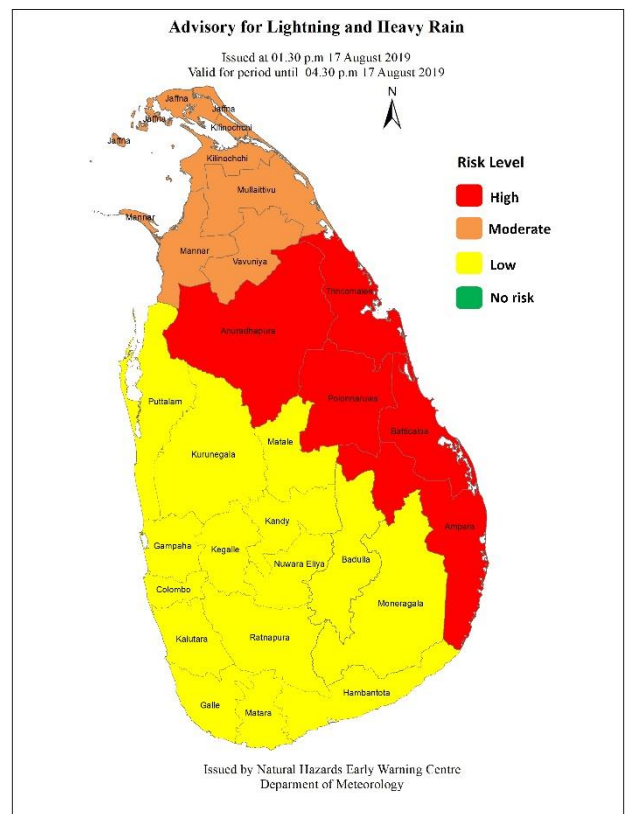 Advisory for Lightning and Heavy Rain
Issued at 01.30 p.m 17 August 2019
Valid for period until 04.30 p.m 17 August 2019
N
Jaffna
Jaffna
Jaffna
Jaffna
Kilinochchi
Kilinochchi
Mullaittivu
Mannar
Mannar
Vavuniya
Risk Level
High
Moderate
Low
No risk
Trincomalee
Anuradhapura
Polonnaruwa
Puttalam
Batticaloa
Kurunegala
Matale
Ampara
Kandy
Gampaha
Kegalle
Nuwara Eliya
Badulla
Colombo
Moneragala
Kalutara
Ratnapura
Hambantota
Galle
Matara
Issued by Natural Hazards Early Warning Centre
Deparment of Meteorology